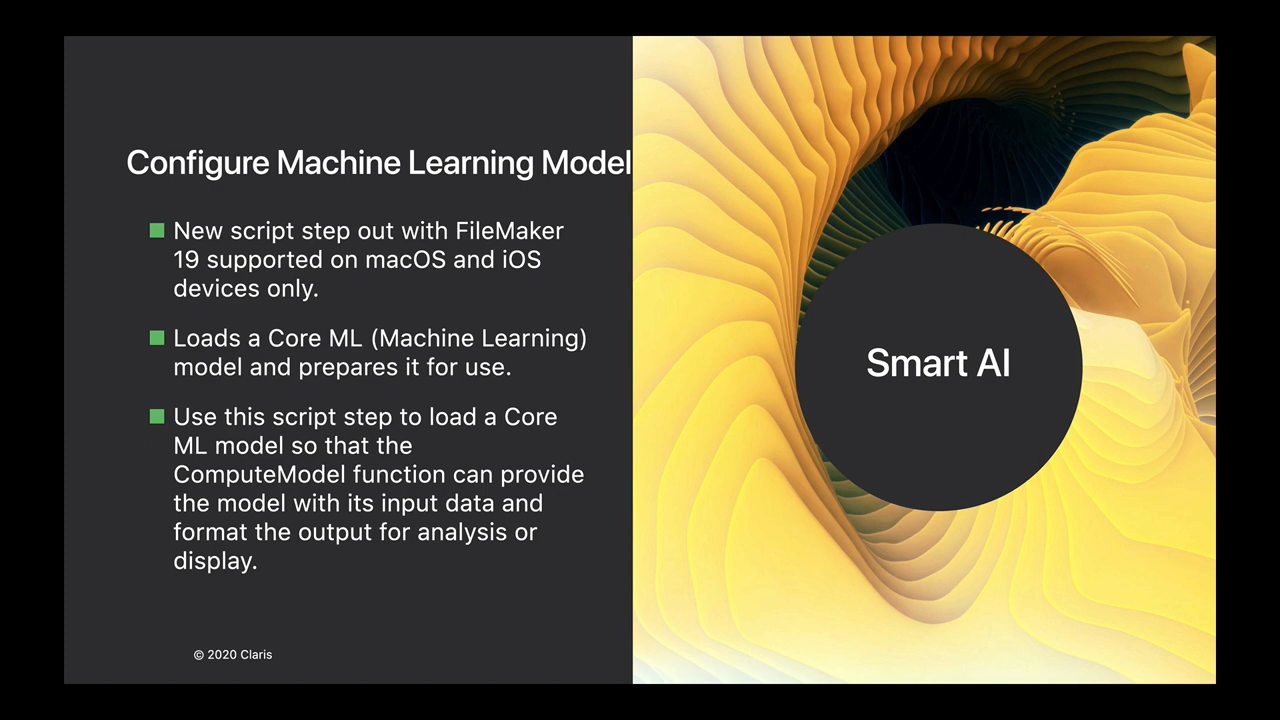 Configure Machine Learning Model
New script step out with FileMaker
19 supported on macOS and iOS
devices only.
Loads a Core ML (Machine Learning)
model and prepares it for use.
Use this script step to load a Core
ML model so that the
ComputeModel function can provide
the model with its input data and
format the output for analysis or
display.
© 2020 Claris
Smart AI